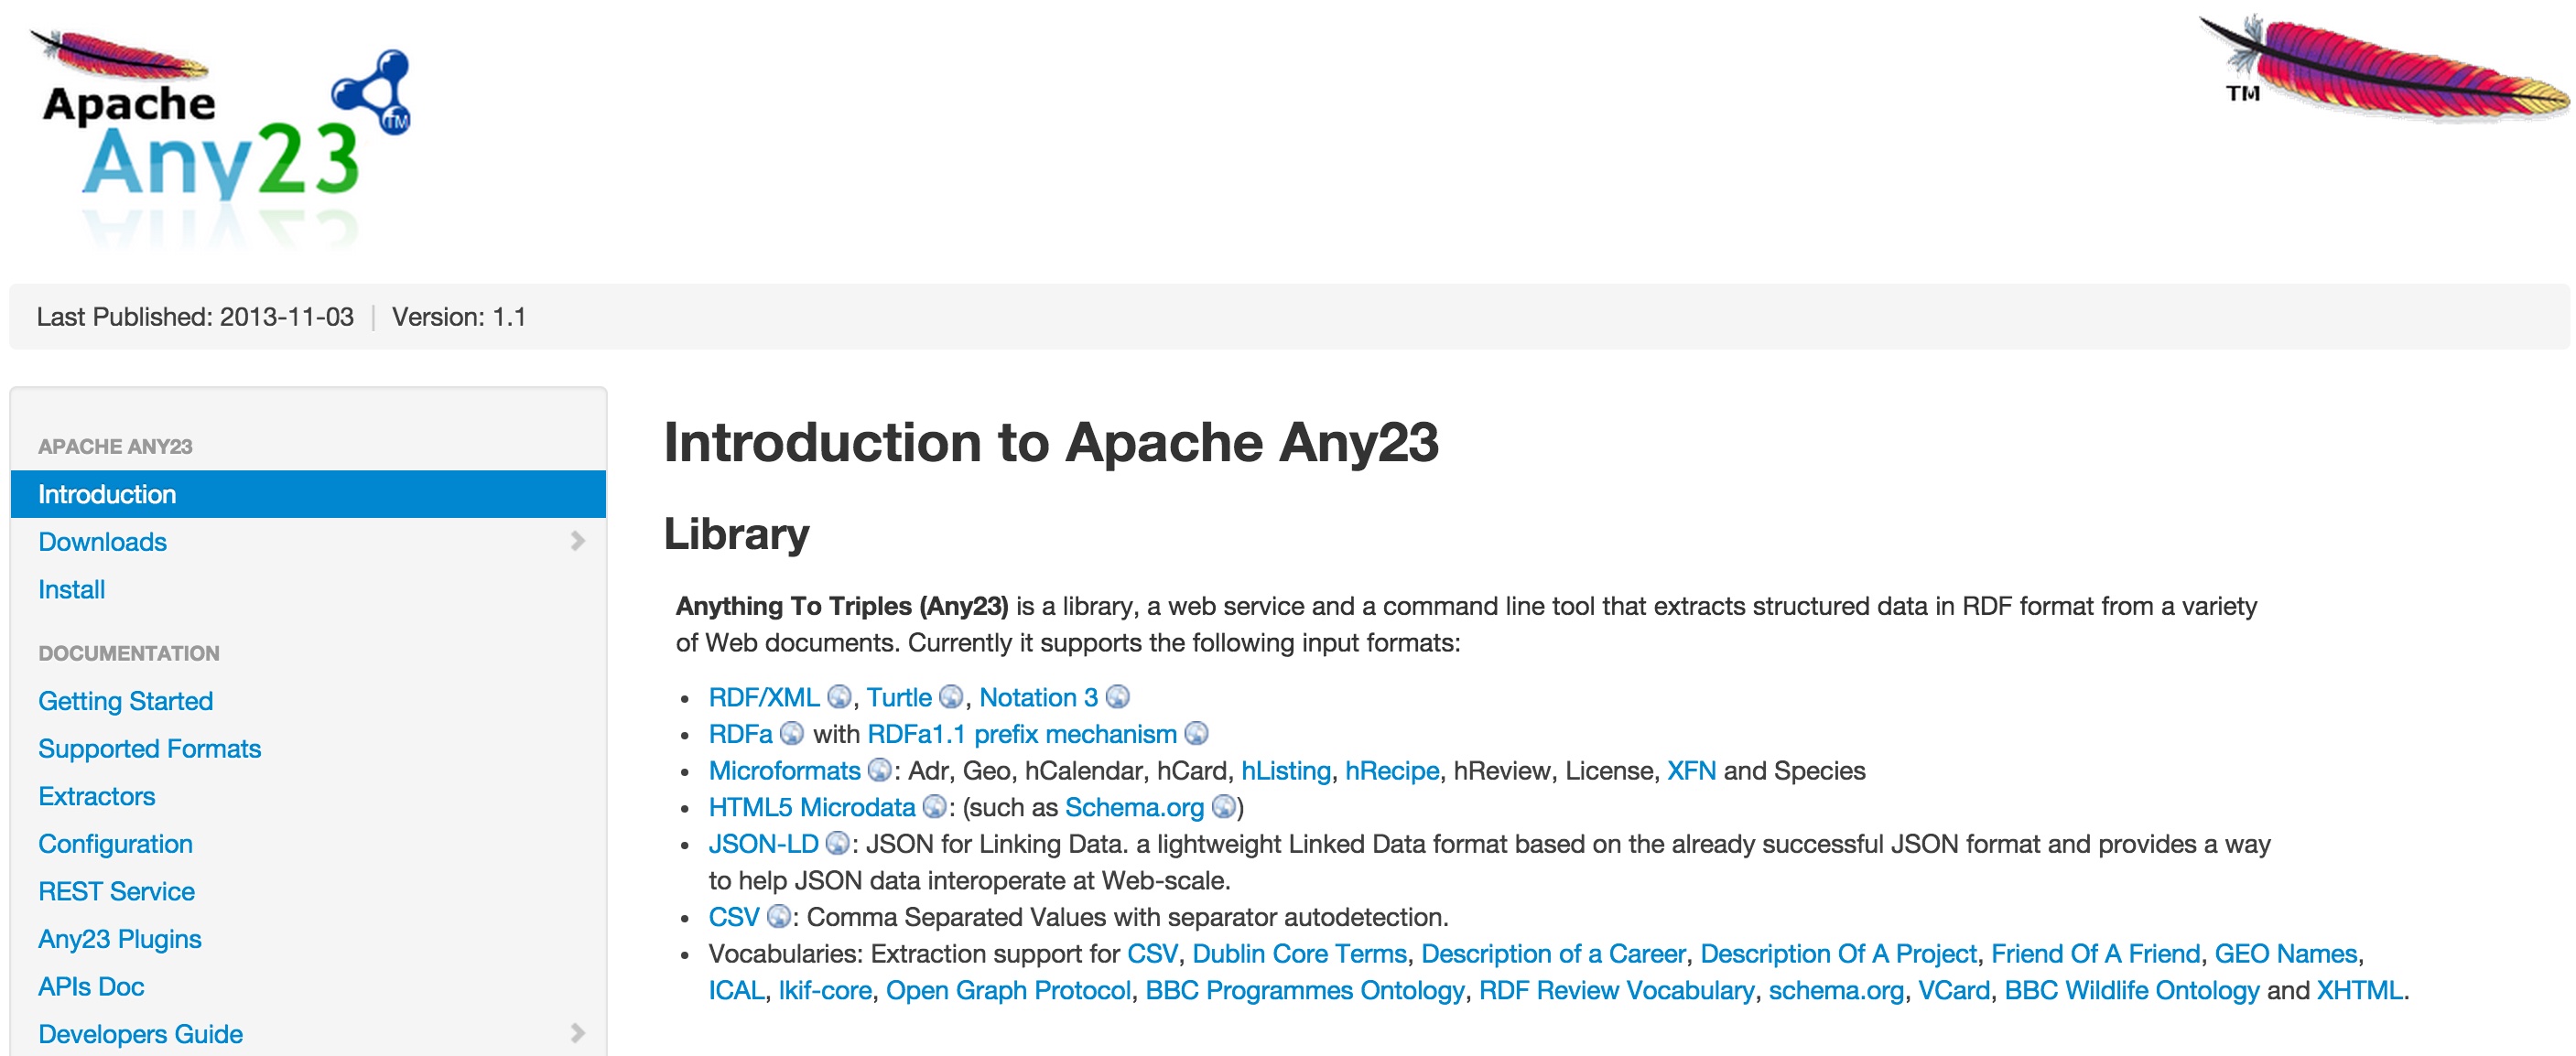 Apache
Any23
TM
TM
Last Published: 2013-11-03 | Version: 1.1
APACHE ANY23
Introduction
Downloads
Install
DOCUMENTATION
Getting Started
Supported Formats
Extractors
Configuration
REST Service
Any23 Plugins
APIs Doc
Developers Guide
Introduction to Apache Any23
Library
Anything To Triples (Any23) is a library, a web service and a command line tool that extracts structured data in RDF format from a variety
of Web documents. Currently it supports the following input formats:
• RDF/XML , Turtle , Notation 3
• RDFa with RDFa1.1 prefix mechanism
• Microformats : Adr, Geo, hCalendar, hCard, hListing, hRecipe, hReview, License, XFN and Species
• HTML5 Microdata : (such as Schema.org )
• JSON-LD : JSON for Linking Data. a lightweight Linked Data format based on the already successful JSON format and provides a way
to help JSON data interoperate at Web-scale.
• CSV : Comma Separated Values with separator autodetection.
• Vocabularies: Extraction support for CSV, Dublin Core Terms, Description of a Career, Description Of A Project, Friend Of A Friend, GEO Names,
ICAL, lkif-core, Open Graph Protocol, BBC Programmes Ontology, RDF Review Vocabulary, schema.org, VCard, BBC Wildlife Ontology and XHTML.